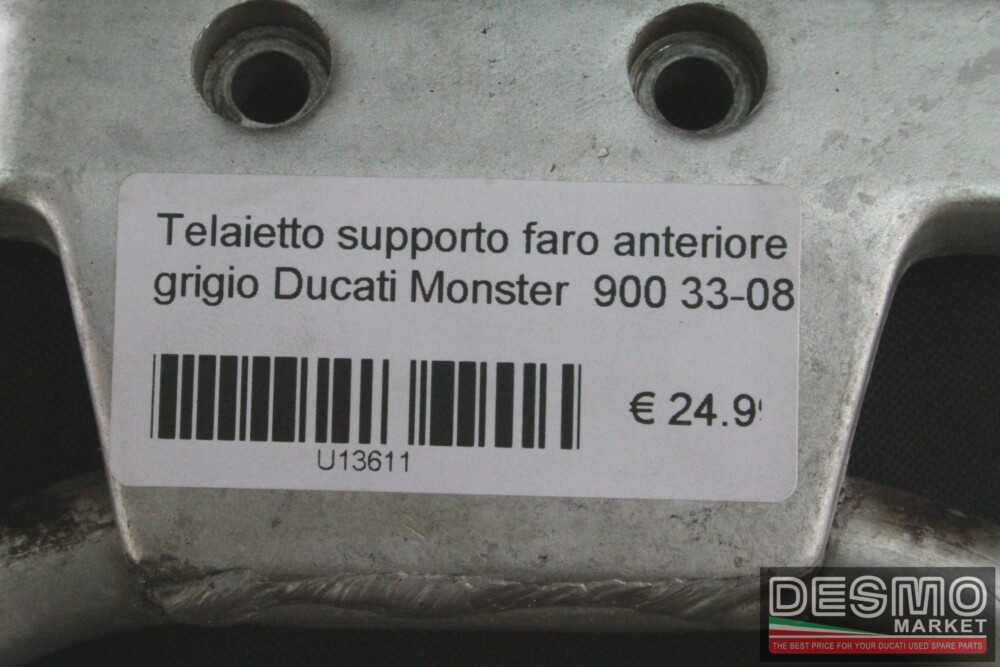 Telaietto supporto faro anteriore
grigio Ducati Monster 900 33-08
€ 24.9
U13611
DESMO
MARKET
THE BEST PRICE FOR YOUR DUCATI USED SPARE PARTS